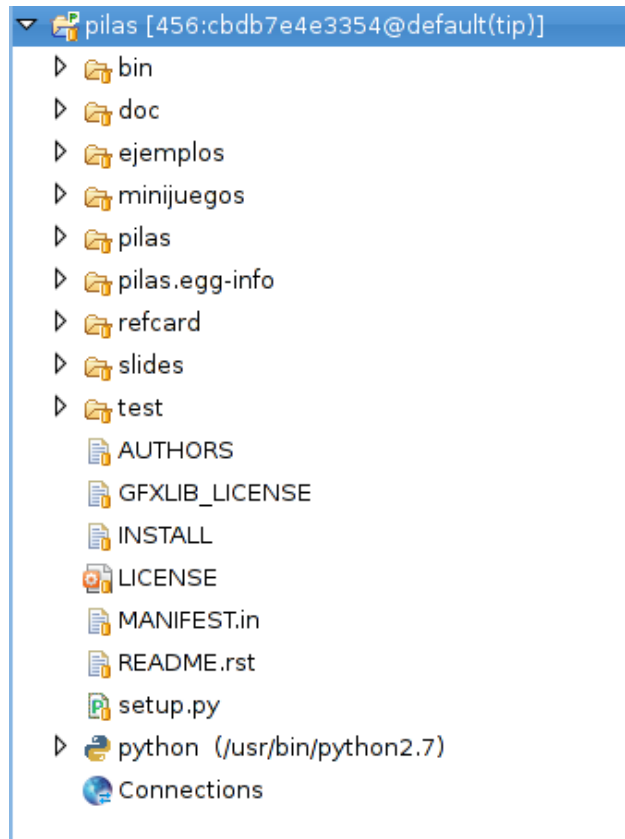 pilas [456:cbdb7e4e3354@default(tip)]
bin
doc
ejemplos
minijuegos
pilas
pilas.egg-info
refcard
slides
test
AUTHORS
GFXLIB_LICENSE
INSTALL
LICENSE
MANIFEST.in
README.rst
setup.py
python (/usr/bin/python2.7)
Connections